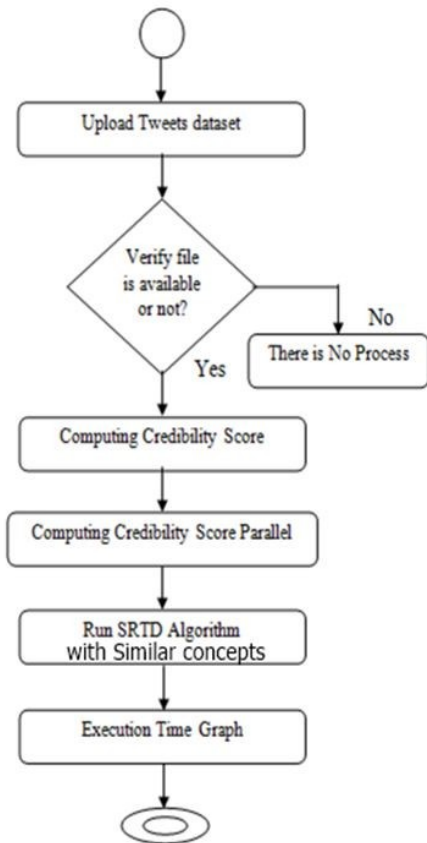 Upload Tweets dataset
Verify file
is available
or not?
No
There is No Process
Yes
Computing Credibility Score
Computing Credibility Score Parallel
Run SRTD Algorithm
with Similar concepts
Execution Time Graph